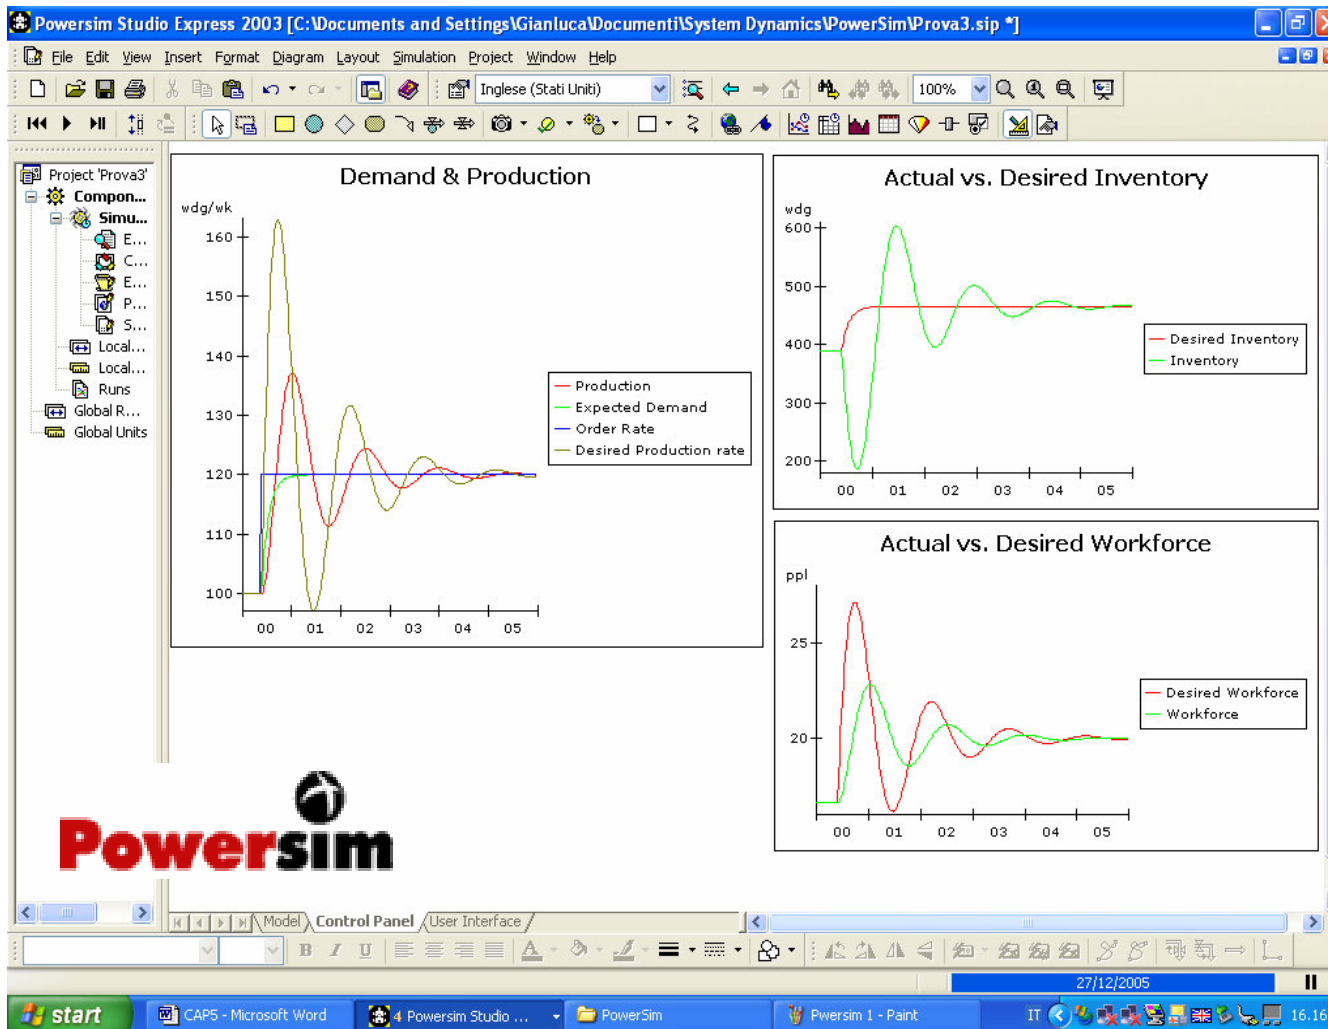 Powersim Studio Express 2003 [C:\Documents and Settings\Gianluca\Documenti\System Dynamics\PowerSim\Prova3.sip *]
File Edit View Insert Format Diagram Layout Simulation Project Window Help
Inglese (Stati Uniti)
100%
Project 'Prova3'
Compon...
Simu...
E...
C...
E...
P...
S...
Local...
Local...
Runs
Global R...
Global Units
Demand & Production
wdg/wk
160
150
140
130
120
110
100
00 01 02 03 04 05
Production
Expected Demand
Order Rate
Desired Production rate
Actual vs. Desired Inventory
wdg
600
500
400
300
200
00 01 02 03 04 05
Desired Inventory
Inventory
Actual vs. Desired Workforce
ppl
25
20
00 01 02 03 04 05
Desired Workforce
Workforce
Powersim
Model Control Panel User Interface
B I U A
27/12/2005
start CAP5 - Microsoft Word 4 Powersim Studio ... PowerSim Pwersim 1 - Paint IT 16.16